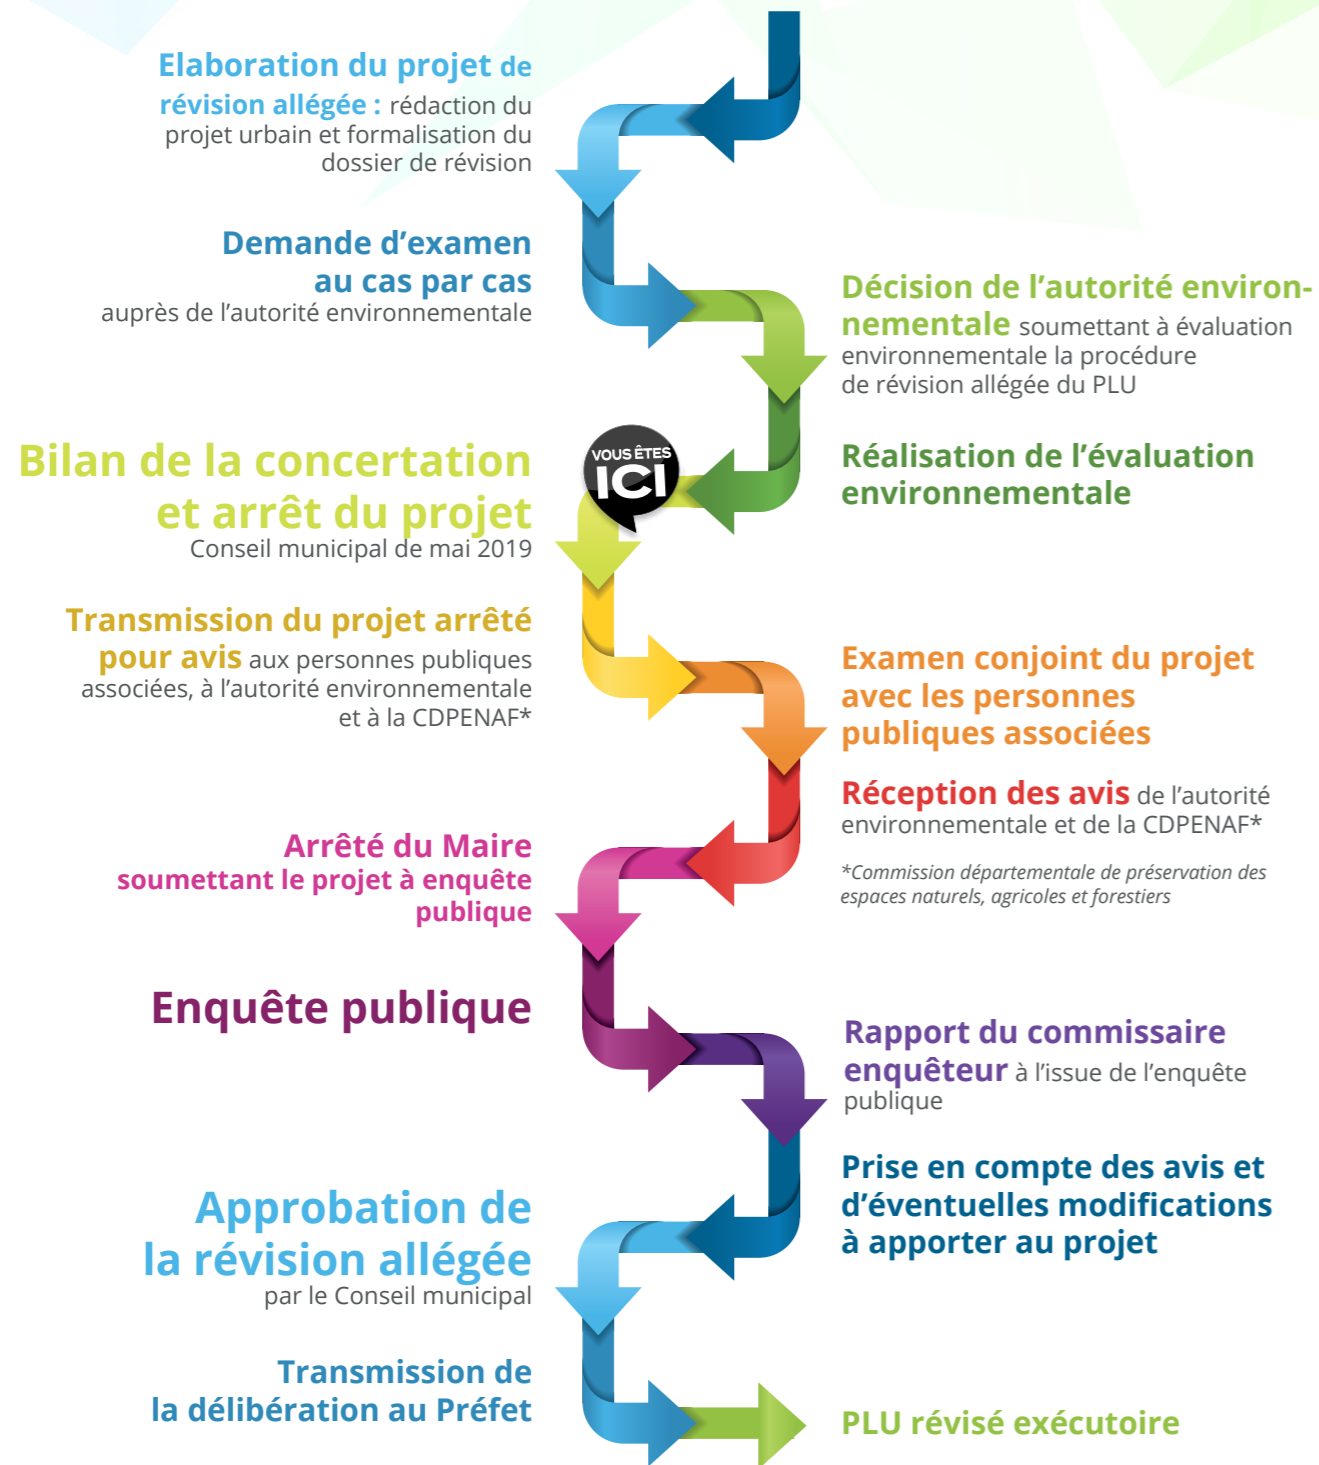 Elaboration du projet de
révision allégée : rédaction du
projet urbain et formalisation du
dossier de révision
Demande d’examen
au cas par cas
auprès de l’autorité environnementale
Décision de l’autorité environ-
nementale soumettant à évaluation
environnementale la procédure
de révision allégée du PLU
Réalisation de l’évaluation
environnementale
VOUS ÊTES
ICI
Bilan de la concertation
et arrêt du projet
Conseil municipal de mai 2019
Transmission du projet arrêté
pour avis aux personnes publiques
associées, à l’autorité environnementale
et à la CDPENAF*
Examen conjoint du projet
avec les personnes
publiques associées
Réception des avis de l’autorité
environnementale et de la CDPENAF*
*Commission départementale de préservation des
espaces naturels, agricoles et forestiers
Arrêté du Maire
soumettant le projet à enquête
publique
Enquête publique
Rapport du commissaire
enquêteur à l’issue de l’enquête
publique
Prise en compte des avis et
d’éventuelles modifications
à apporter au projet
Approbation de
la révision allégée
par le Conseil municipal
Transmission de
la délibération au Préfet
PLU révisé exécutoire